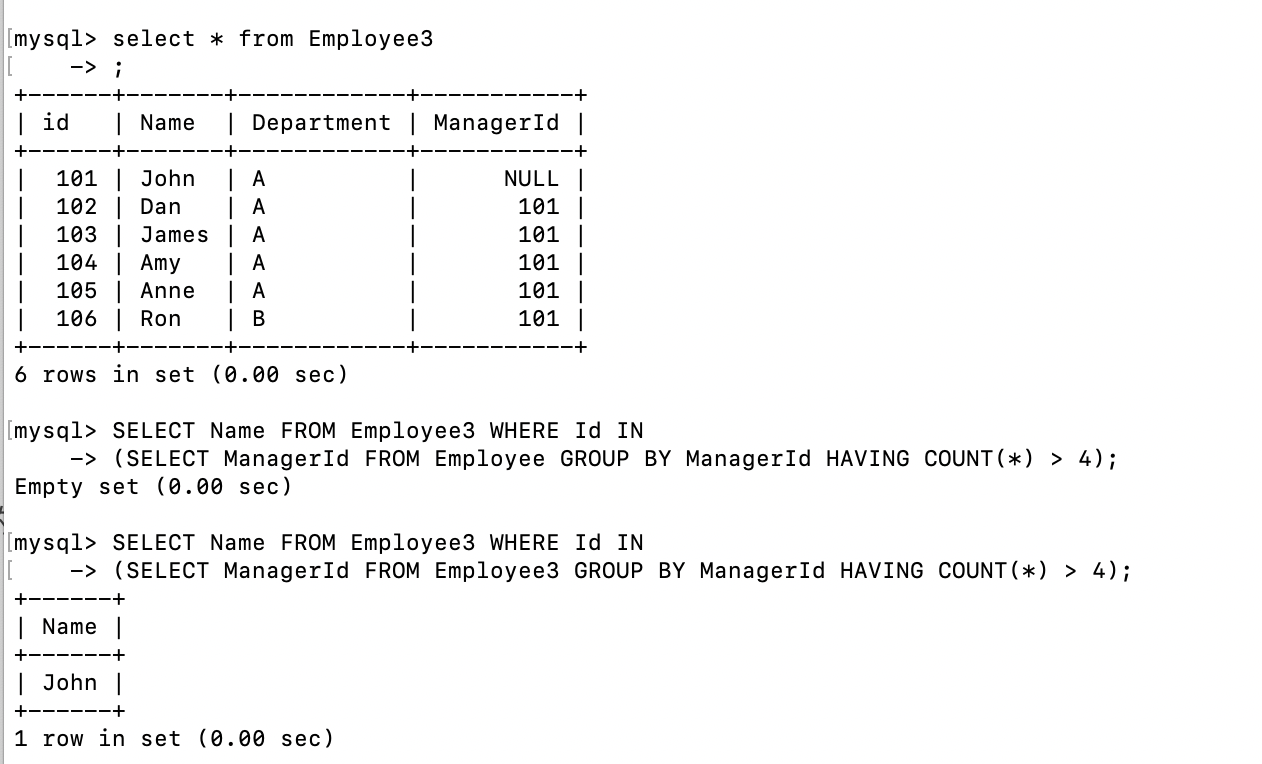 [mysql> select * from Employee3
[    -> ;
+------+-------+------------+-----------+
| id   | Name  | Department | ManagerId |
+------+-------+------------+-----------+
|  101 | John  | A          |      NULL |
|  102 | Dan   | A          |       101 |
|  103 | James | A          |       101 |
|  104 | Amy   | A          |       101 |
|  105 | Anne  | A          |       101 |
|  106 | Ron   | B          |       101 |
+------+-------+------------+-----------+
6 rows in set (0.00 sec)
[mysql> SELECT Name FROM Employee3 WHERE Id IN
    -> (SELECT ManagerId FROM Employee GROUP BY ManagerId HAVING COUNT(*) > 4);
Empty set (0.00 sec)
[mysql> SELECT Name FROM Employee3 WHERE Id IN
[    -> (SELECT ManagerId FROM Employee3 GROUP BY ManagerId HAVING COUNT(*) > 4);
+------+
| Name |
+------+
| John |
+------+
1 row in set (0.00 sec)